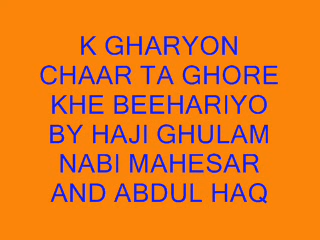 K GHARYON
CHAAR TA GHORE
KHE BEEHARIYO
BY HAJI GHULAM
NABI MAHESAR
AND ABDUL HAQ